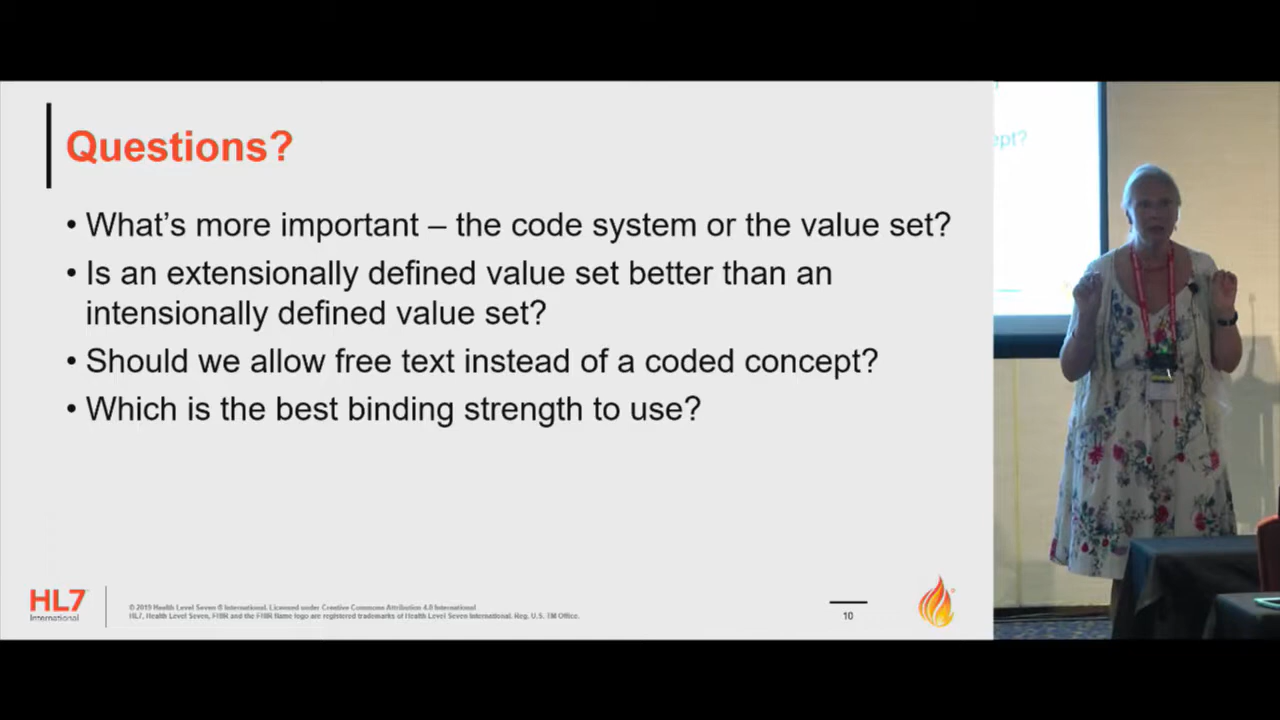 Questions?
• What's more important – the code system or the value set?
• Is an extensionally defined value set better than an
intensionally defined value set?
• Should we allow free text instead of a coded concept?
• Which is the best binding strength to use?
ept?
HL7
International
© 2019 Health Level Seven ® International. Licensed under Creative Commons Attribution 4.0 International
HL7, Health Level Seven, FHIR and the FHIR flame logo are registered trademarks of Health Level Seven International. Reg. U.S. TM Office.
10